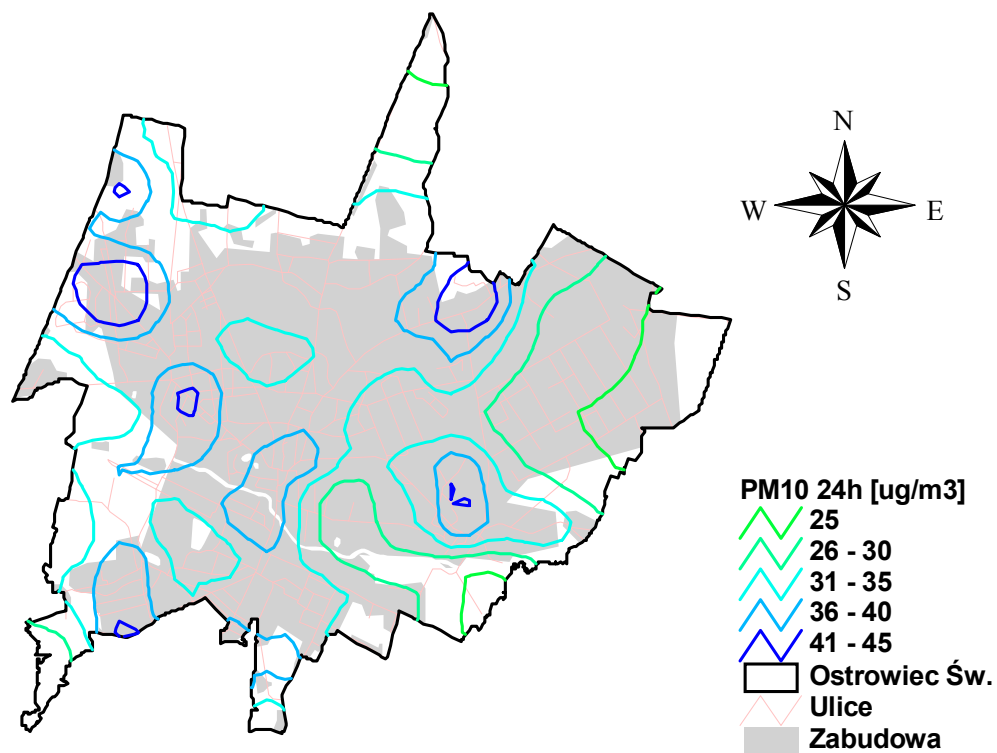 N
W E
S
PM10 24h [ug/m3]
25
26 - 30
31 - 35
36 - 40
41 - 45
Ostrowiec Św.
Ulice
Zabudowa